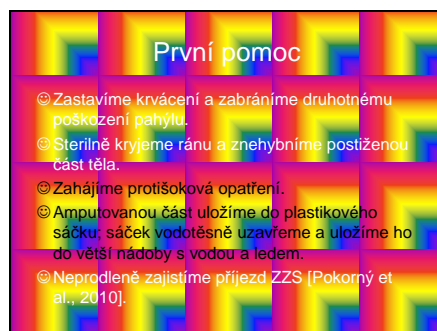 První pomoc
☺Zastavíme krvácení a zabráníme druhotnému
poškození pahýlu.
☺Sterilně kryjeme ránu a znehybníme postiženou
část těla.
☺Zahájíme protišoková opatření.
☺Amputovanou část uložíme do plastikového
sáčku; sáček vodotěsně uzavřeme a uložíme ho
do větší nádoby s vodou a ledem.
☺Neprodleně zajistíme příjezd ZZS [Pokorný et
al., 2010].